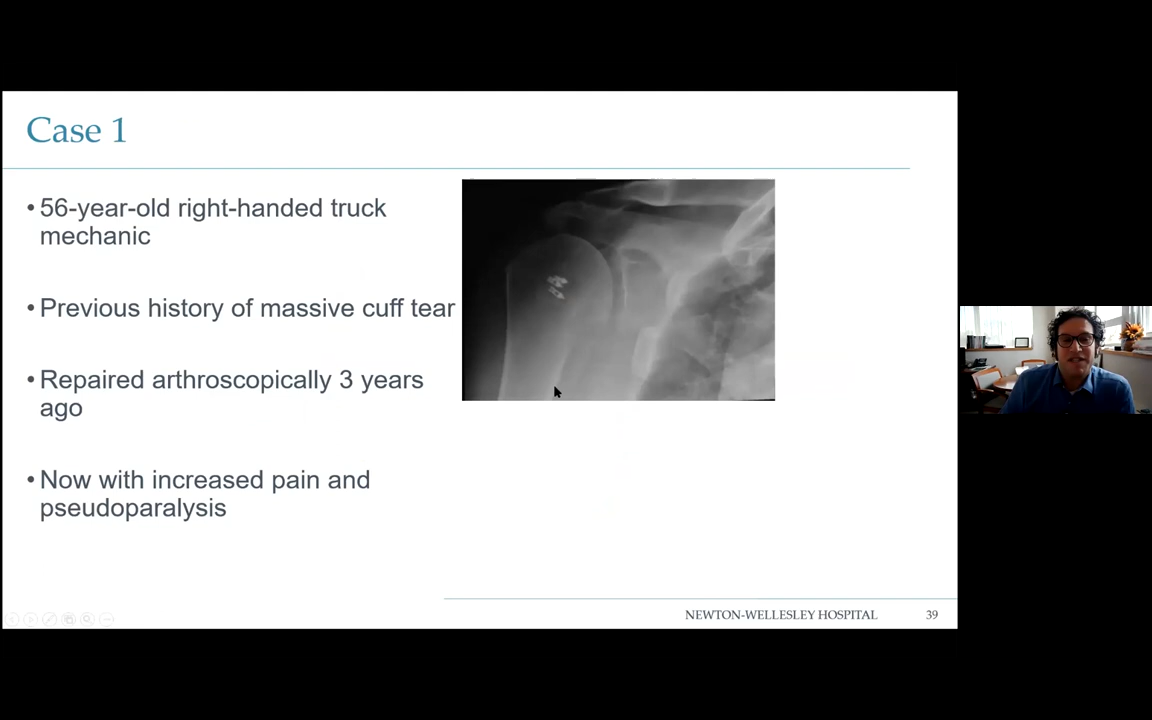 Case 1
• 56-year-old right-handed truck
mechanic
• Previous history of massive cuff tear
• Repaired arthroscopically 3 years
ago
• Now with increased pain and
pseudoparalysis
NEWTON-WELLESLEY HOSPITAL 39